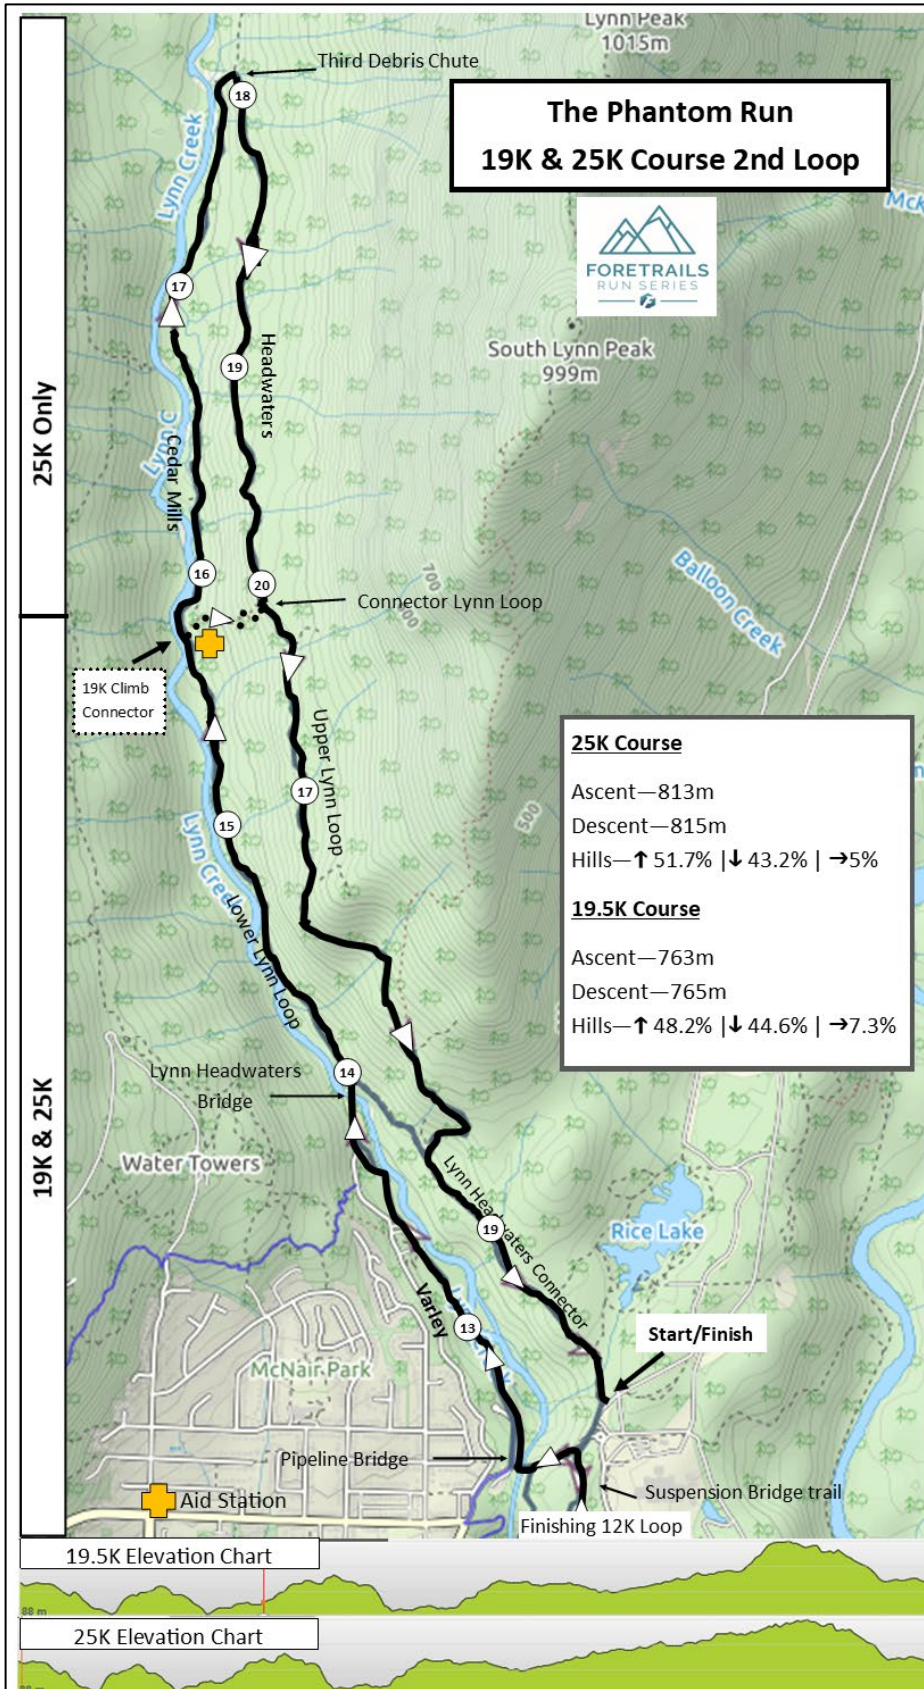 Lynn Peak
1015m
Third Debris Chute
The Phantom Run
19K & 25K Course 2nd Loop
18
Lynn Creek
FORETRAILS
RUN SERIES
17
South Lynn Peak
999m
19
Headwaters
25K Only
Lynn C
Cedar Mills
16
20
700
Balloon Creek
Connector Lynn Loop
19K Climb
Connector
Upper Lynn Loop
17
500
15
Lynn Creek
Lower Lynn Loop
25K Course
Ascent—813m
Descent—815m
Hills—↑ 51.7% |↓ 43.2% | →5%
19.5K Course
Ascent—763m
Descent—765m
Hills—↑ 48.2% |↓ 44.6% | →7.3%
14
Lynn Headwaters
Bridge
19K & 25K
Water Towers
Lynn Headwaters Connector
19
Rice Lake
Varley
13
Start/Finish
McNair Park
Pipeline Bridge
Suspension Bridge trail
Aid Station
Finishing 12K Loop
19.5K Elevation Chart
88 m
25K Elevation Chart